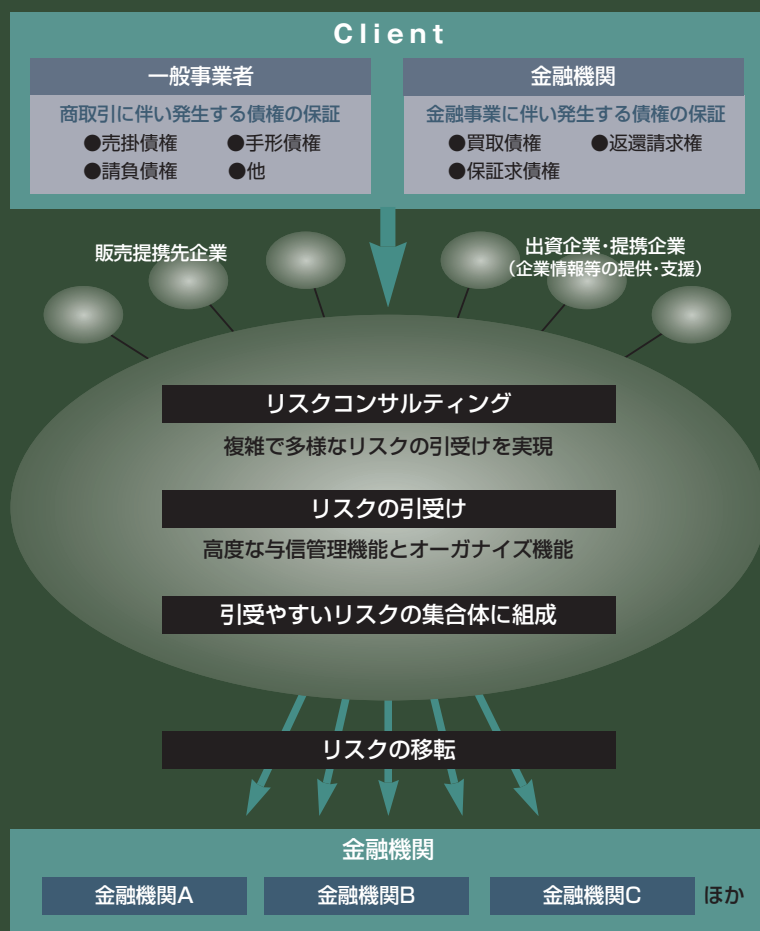 Client
一般事業者
商取引に伴い発生する債権の保証
●売掛債権 ●手形債権
●請負債権 ●他
金融機関
金融事業に伴い発生する債権の保証
●買取債権 ●返還請求権
●保証求債権
販売提携先企業
出資企業・提携企業
（企業情報等の提供・支援）
リスクコンサルティング
複雑で多様なリスクの引受けを実現
リスクの引受け
高度な与信管理機能とオーガナイズ機能
引受やすいリスクの集合体に組成
リスクの移転
金融機関
金融機関A 金融機関B 金融機関C ほか